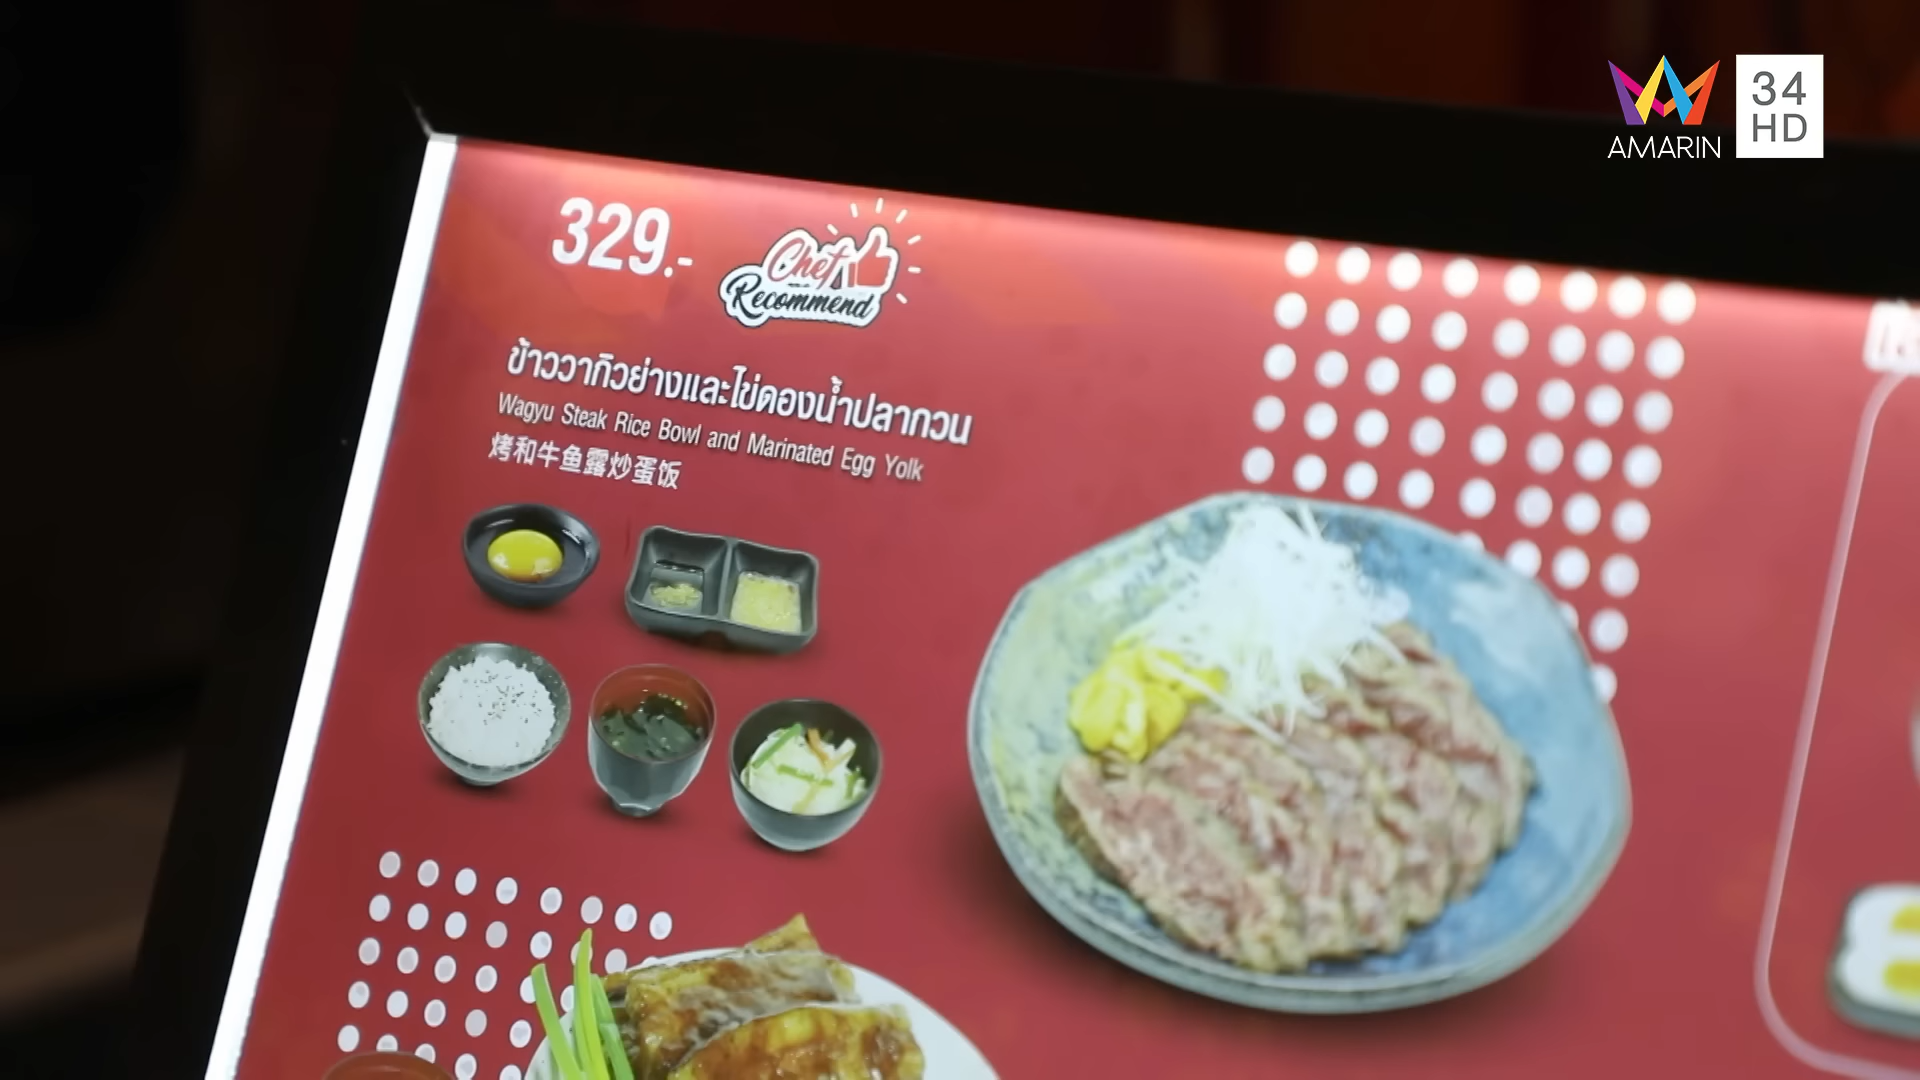 AMARIN
34
HD
329.-
Chef
Recommend
ข้าววากิวย่างและไข่ดองน้ำปลากวน
Wagyu Steak Rice Bowl and Marinated Egg Yolk
烤和牛鱼露炒蛋饭